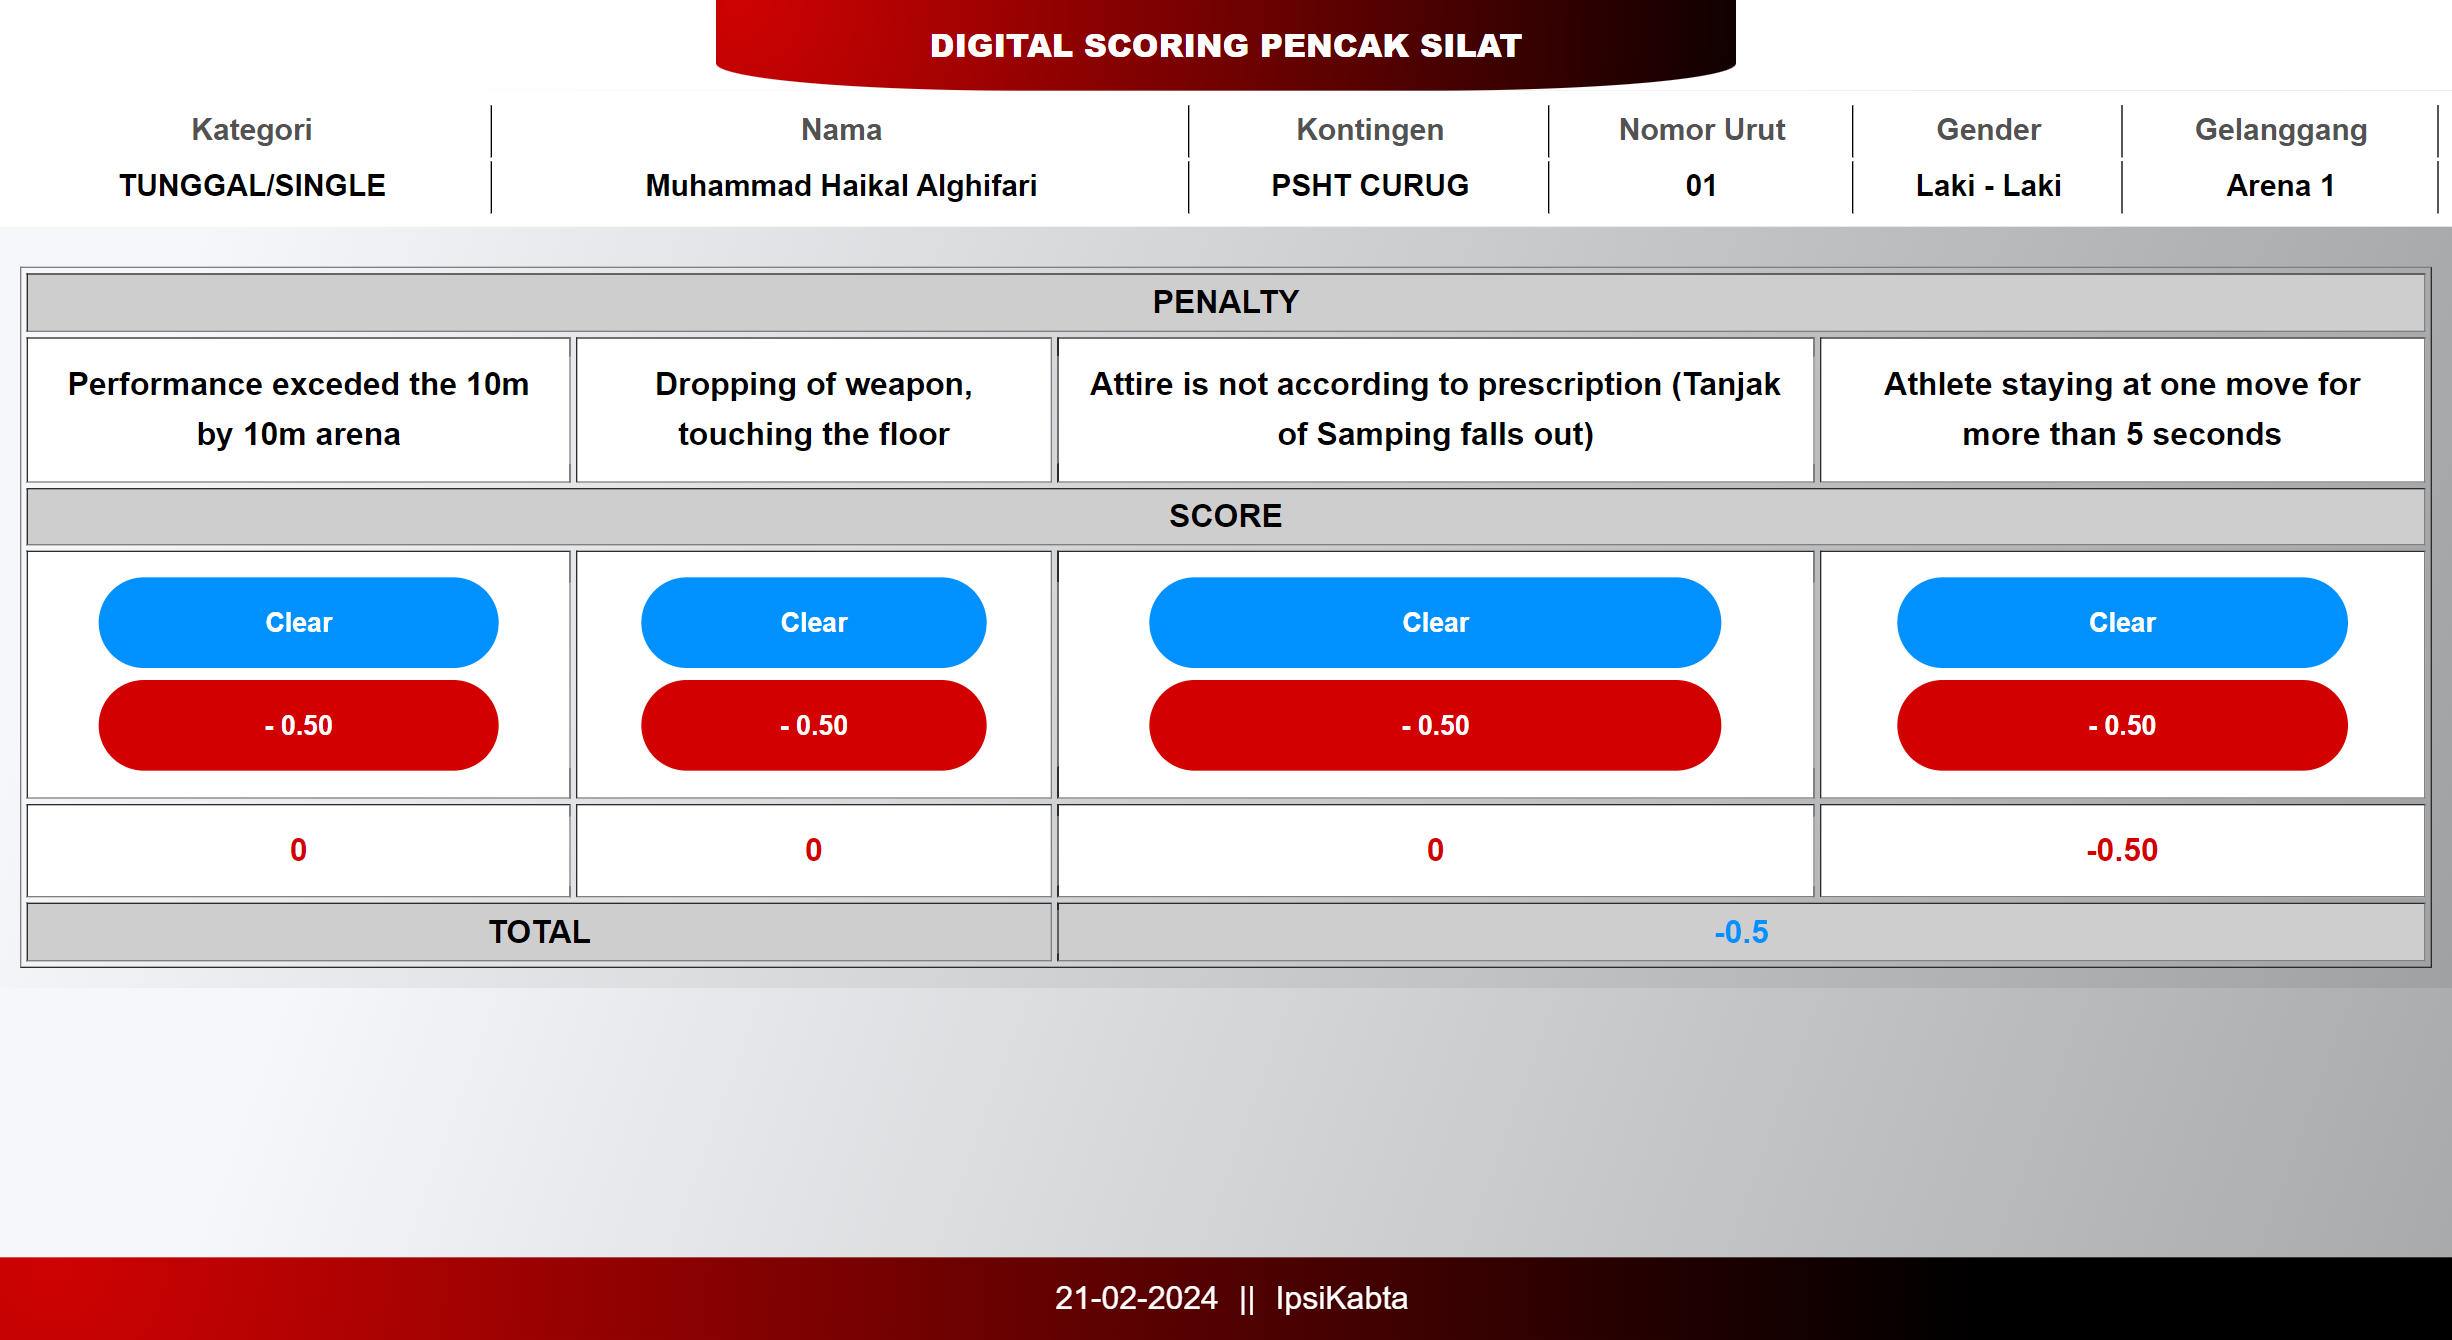 DIGITAL SCORING PENCAK SILAT
Kategori Nama Kontingen Nomor Urut Gender Gelanggang
TUNGGAL/SINGLE Muhammad Haikal Alghifari PSHT CURUG 01 Laki - Laki Arena 1
PENALTY
Performance exceded the 10m
by 10m arena
Dropping of weapon,
touching the floor
Attire is not according to prescription (Tanjak
of Samping falls out)
Athlete staying at one move for
more than 5 seconds
SCORE
Clear Clear Clear Clear
- 0.50 - 0.50 - 0.50 - 0.50
0 0 0 -0.50
TOTAL -0.5
21-02-2024 || IpsiKabta